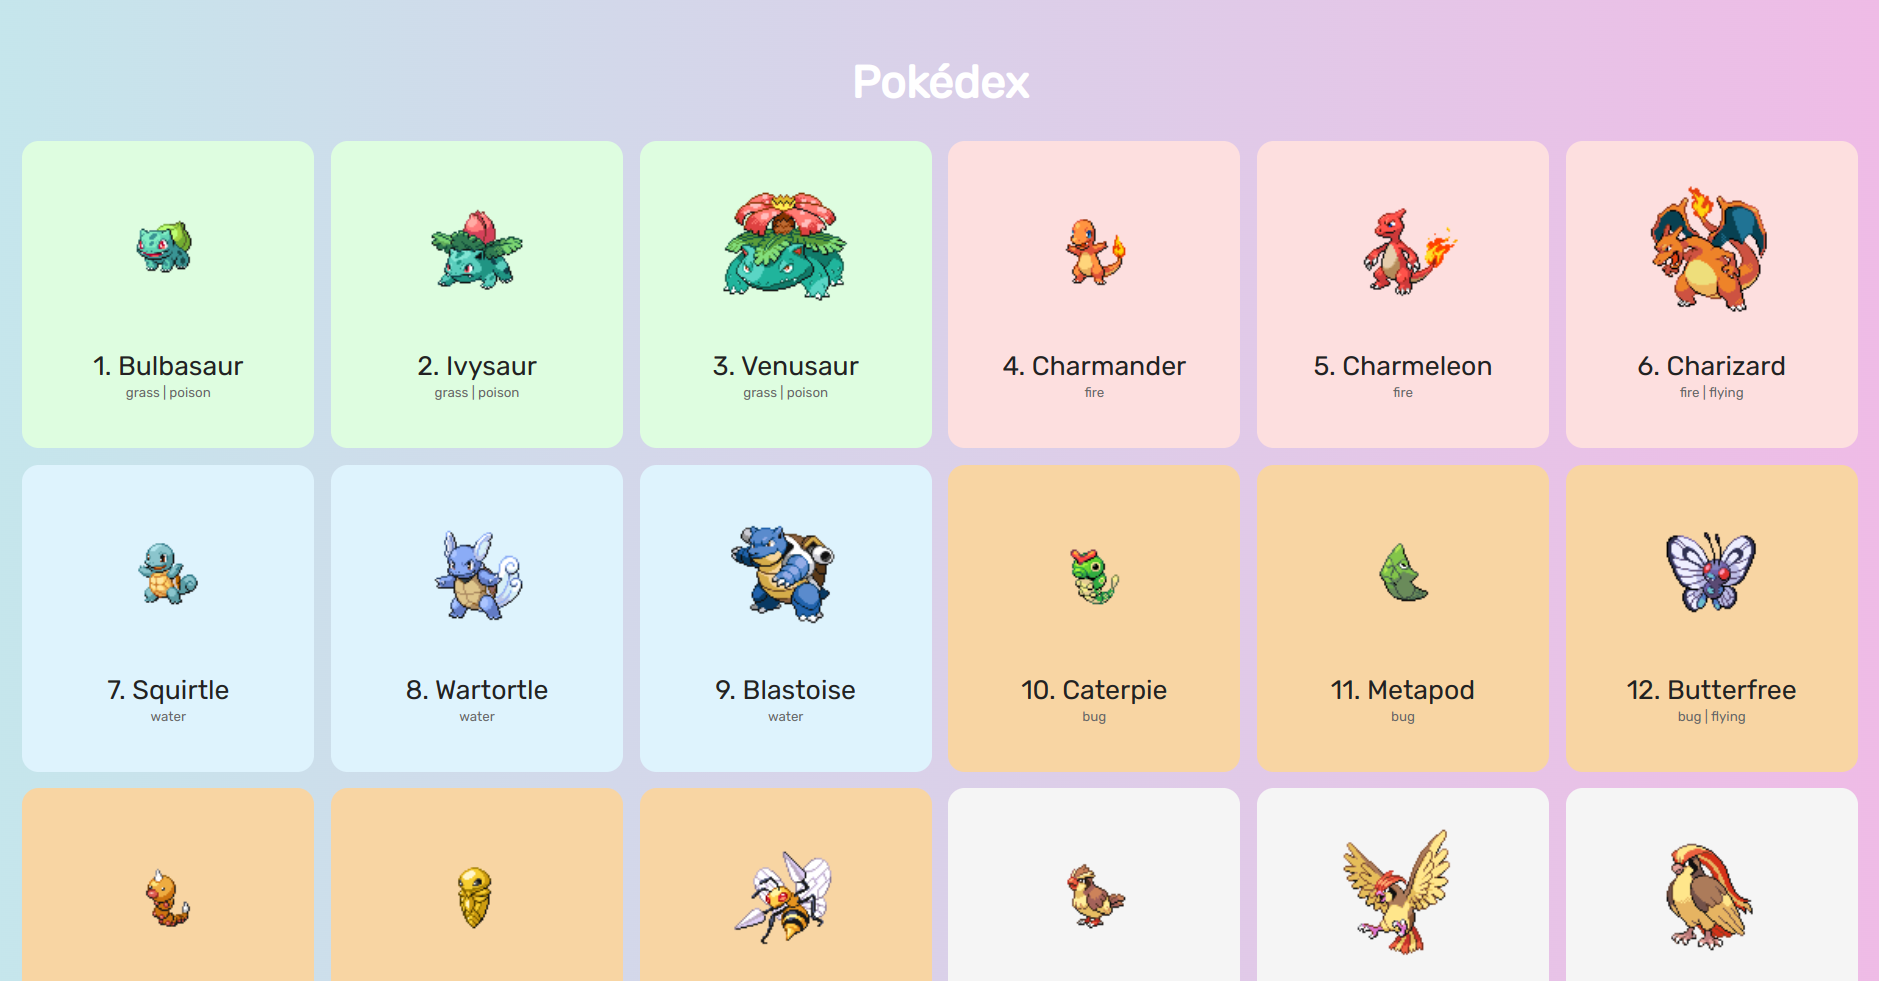 Pokédex
1. Bulbasaur
grass | poison
2. Ivysaur
grass | poison
3. Venusaur
grass | poison
4. Charmander
fire
5. Charmeleon
fire
6. Charizard
fire | flying
7. Squirtle
water
8. Wartortle
water
9. Blastoise
water
10. Caterpie
bug
11. Metapod
bug
12. Butterfree
bug | flying